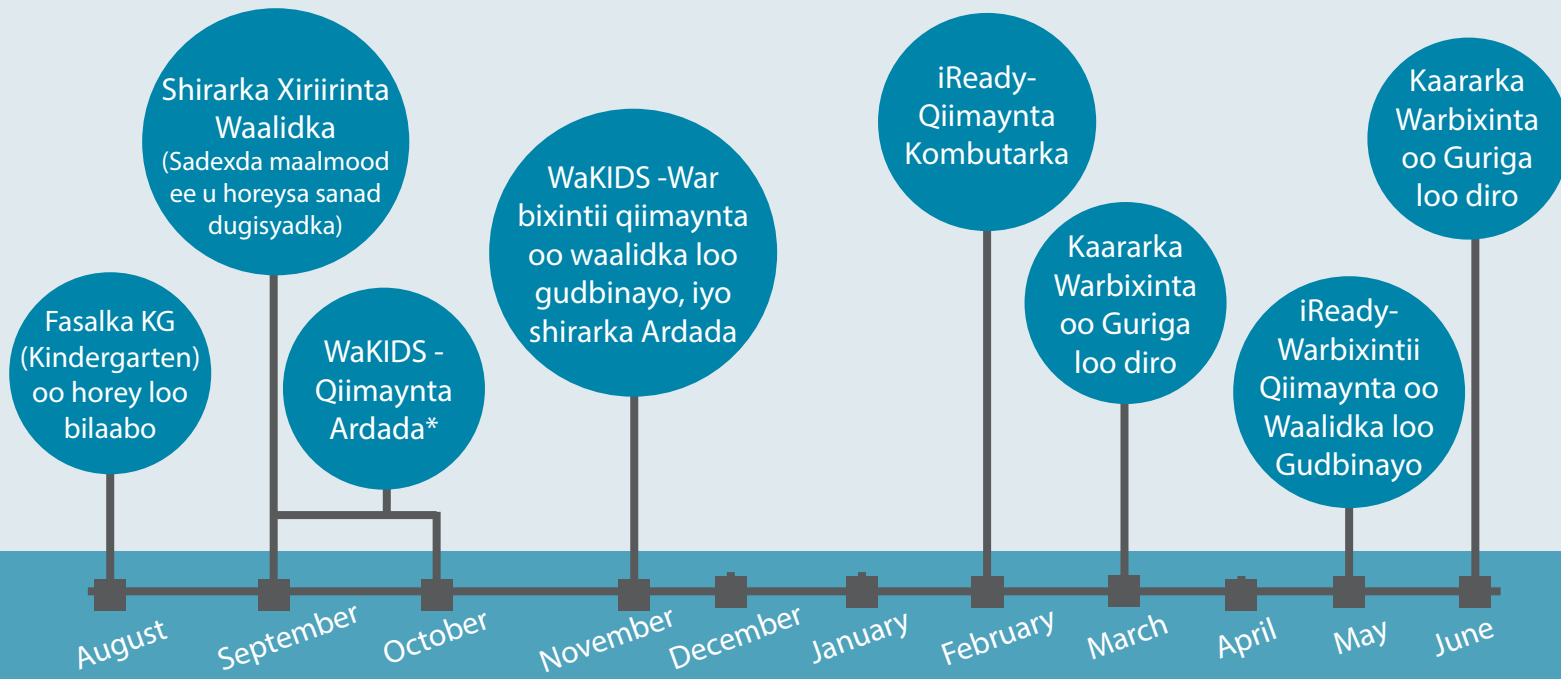 Fasalka KG
(Kindergarten)
oo horey loo
bilaabo
Shirarka Xiriirinta
Waalidka
(Sadexda maalmood
ee u horeysa sanad
dugisyadka)
WaKIDS -
Qiimaynta
Ardada*
WaKIDS -War
bixintii qiimaynta
oo waalidka loo
gudbinayo, iyo
shirarka Ardada
iReady-
Qiimaynta
Kombutarka
Kaararka
Warbixinta
oo Guriga
loo diro
iReady-
Warbixintii
Qiimaynta oo
Waalidka loo
Gudbinayo
Kaararka
Warbixinta
oo Guriga
loo diro
August
September
October
November
December
January
February
March
April
May
June